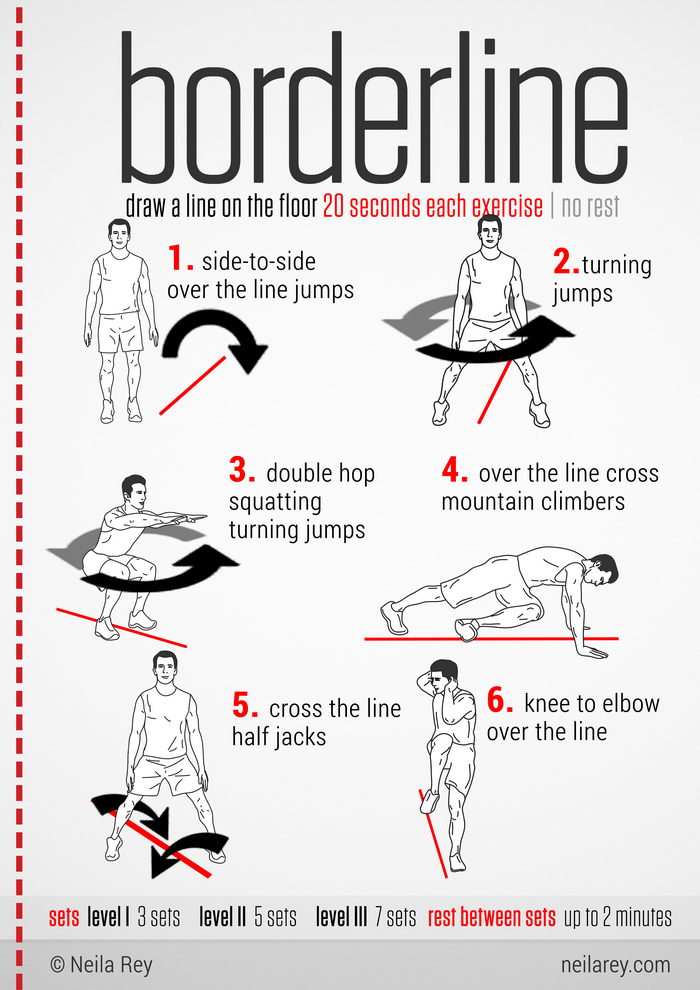 borderline
draw a line on the floor 20 seconds each exercise | no rest
1. side-to-side
over the line jumps
2.turning
jumps
3. double hop
squatting
turning jumps
4. over the line cross
mountain climbers
5. cross the line
half jacks
6. knee to elbow
over the line
sets level I 3 sets level II 5 sets level III 7 sets rest between sets up to 2 minutes
© Neila Rey neilarey.com